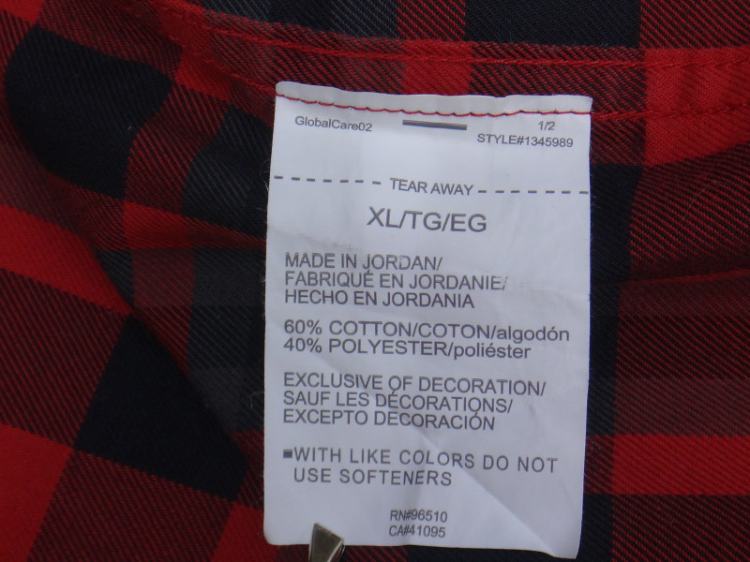 GlobalCare02
1/2
STYLE#1345989
TEAR AWAY
XL/TG/EG
MADE IN JORDAN/
FABRIQUÉ EN JORDANIE/
HECHO EN JORDANIA
60% COTTON/COTON/algodón
40% POLYESTER/poliéster
EXCLUSIVE OF DECORATION/
SAUF LES DÉCORATIONS/
EXCEPTO DECORACIÓN
■WITH LIKE COLORS DO NOT
USE SOFTENERS
RN#96510
CA#41095